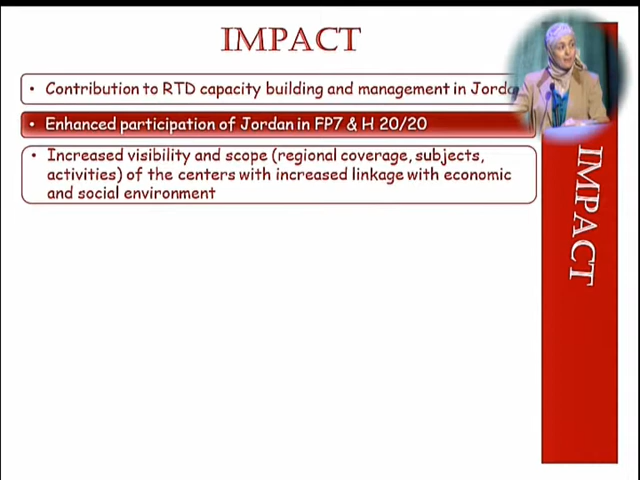 IMPACT
• Contribution to RTD capacity building and management in
• Enhanced participation of Jordan in FP7 & H 20/20
• Increased visibility and scope (regional coverage, subjects,
activities) of the centers with increased linkage with economic
and social environment
IMPACT